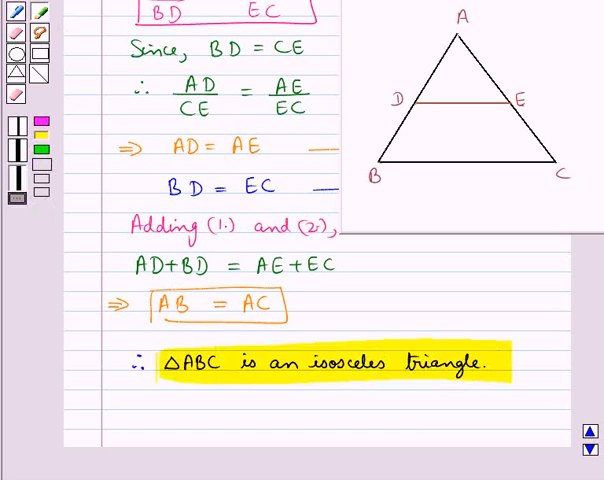 BD EC
Since, BD = CE
∴ AD/CE = AE/EC
⇒ AD = AE
BD = EC
Adding (1.) and (2.),
AD+BD = AE+EC
⇒ AB = AC
∴ △ABC is an isosceles triangle.
A
D E
B C